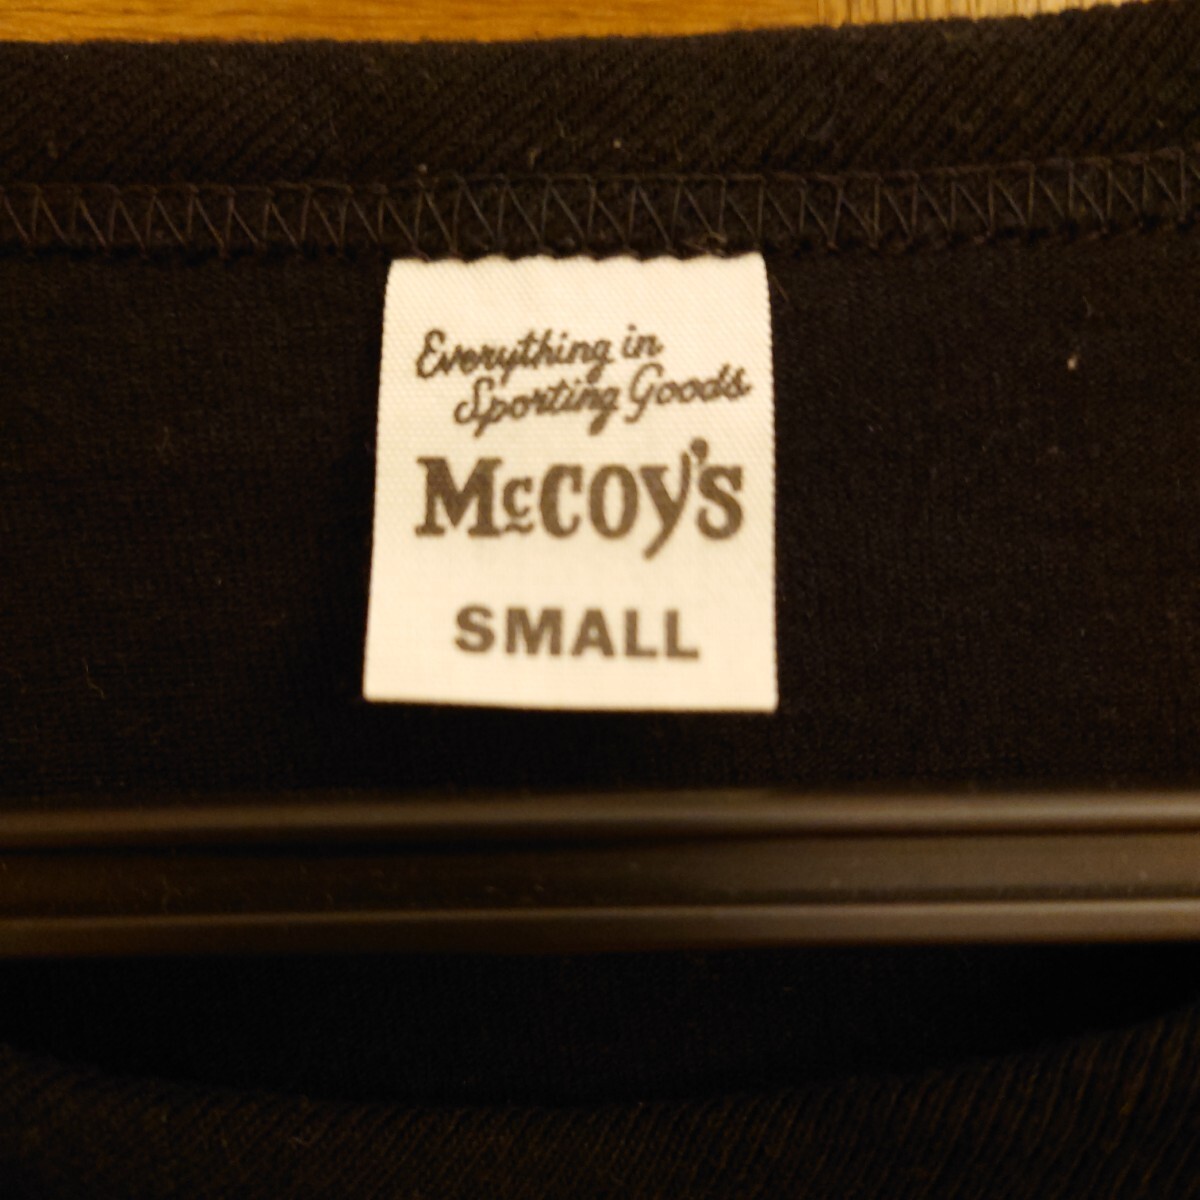 Everything in
Sporting Goods
McCOY'S
SMALL